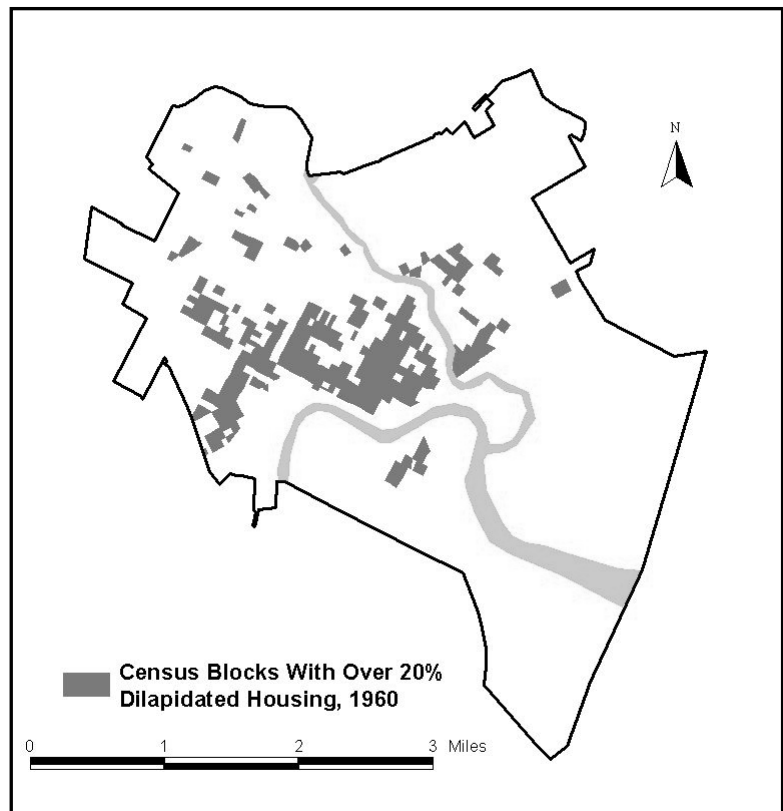 N
Census Blocks With Over 20%
Dilapidated Housing, 1960
0 1 2 3 Miles